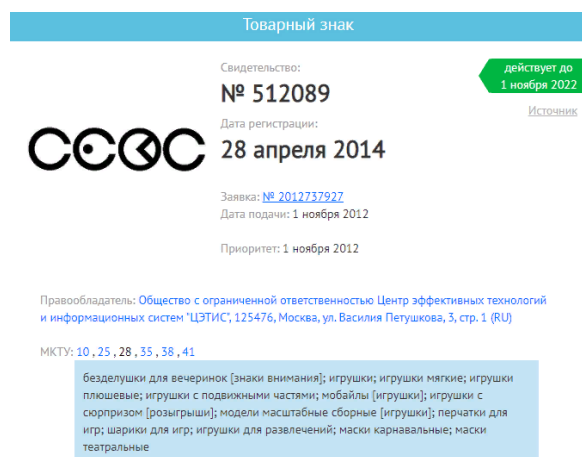 Товарный знак
Свидетельство:
№ 512089
действует до
1 ноября 2022
Источник
Дата регистрации:
28 апреля 2014
Заявка: № 2012737927
Дата подачи: 1 ноября 2012
Приоритет: 1 ноября 2012
Правообладатель: Общество с ограниченной ответственностью Центр эффективных технологий
и информационных систем "ЦЭТИС", 125476, Москва, ул. Василия Петушкова, 3, стр. 1 (RU)
МКТУ: 10 , 25 , 28 , 35 , 38 , 41
безделушки для вечеринок [знаки внимания]; игрушки; игрушки мягкие; игрушки
плюшевые; игрушки с подвижными частями; мобайлы [игрушки]; игрушки с
сюрпризом [розыгрыши]; модели масштабные сборные [игрушки]; перчатки для
игр; шарики для игр; игрушки для развлечений; маски карнавальные; маски
театральные